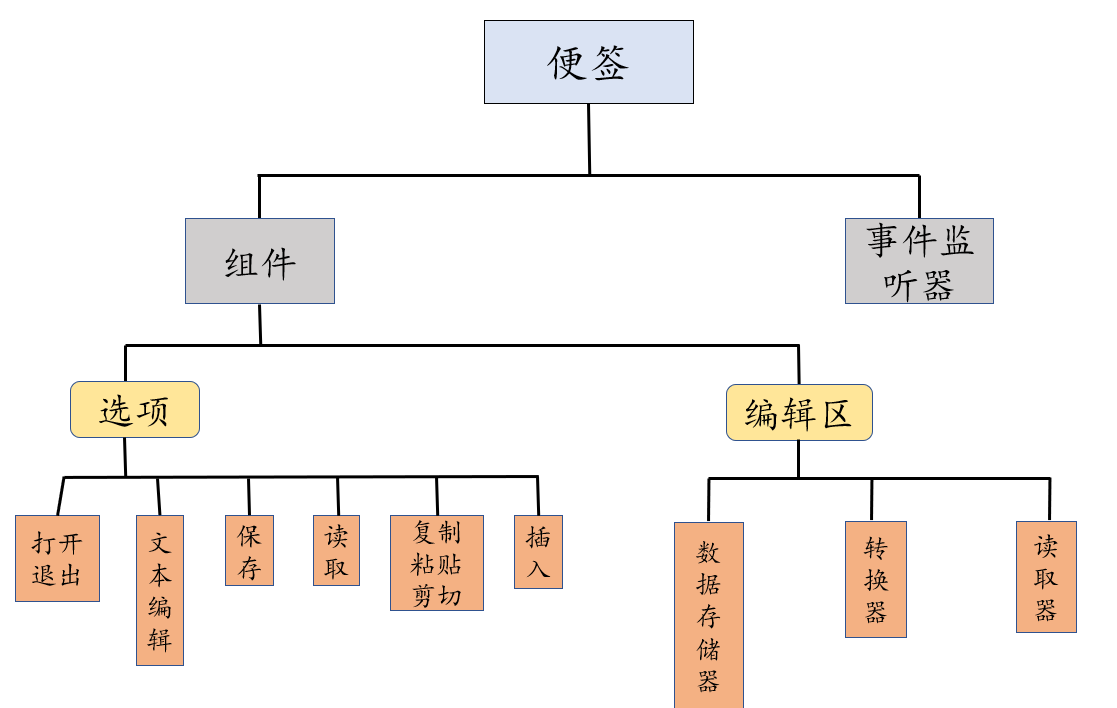 便签
组件
事件监
听器
选项
编辑区
打开
退出
文
本
编
辑
保
存
读
取
复制
粘贴
剪切
插
入
数
据
存
储
器
转
换
器
读
取
器